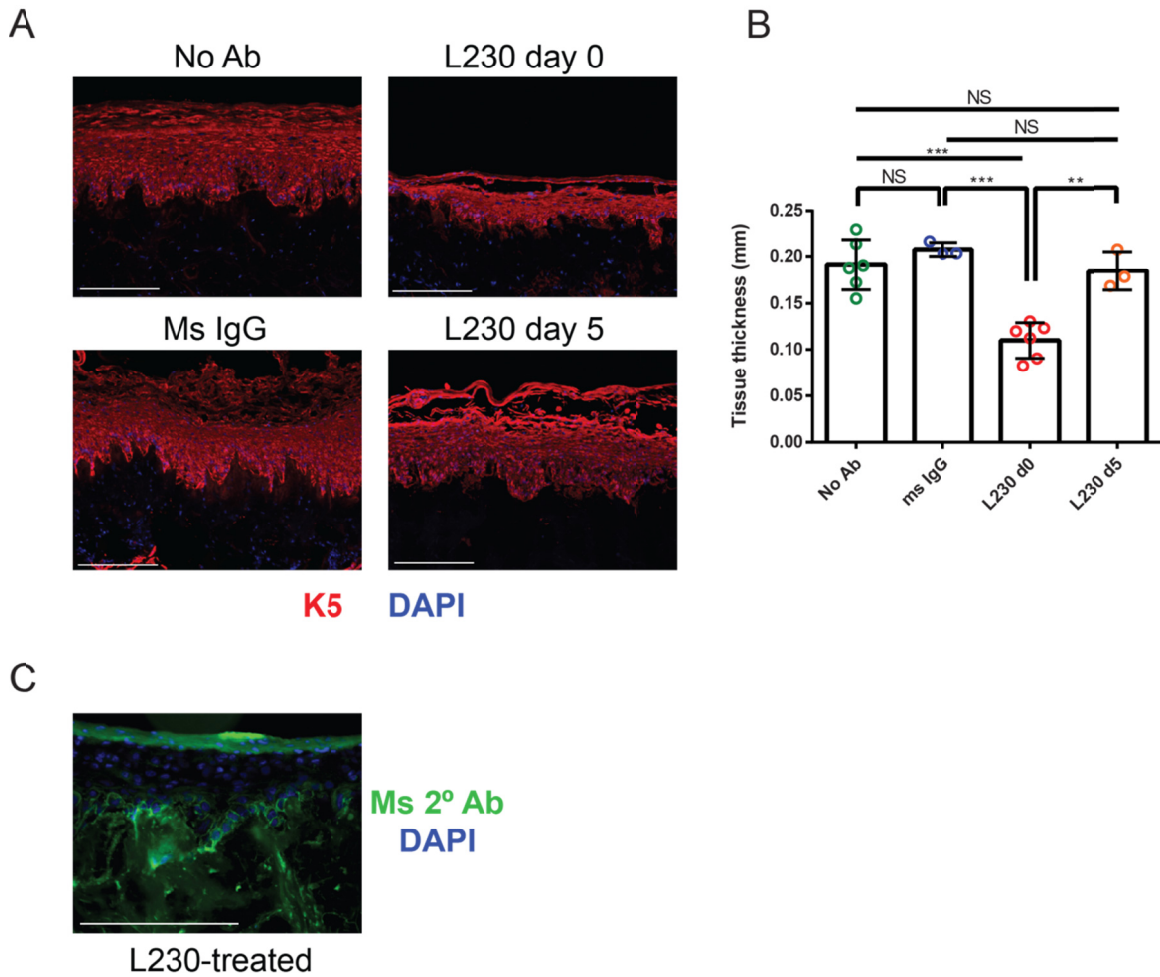 A
No Ab
L230 day 0
Ms IgG
L230 day 5
K5 DAPI
B
NS
NS
***
NS *** **
Tissue thickness (mm)
0.25
0.20
0.15
0.10
0.05
0.00
No Ab
ms IgG
L230 d0
L230 d5
C
Ms 2º Ab
DAPI
L230-treated